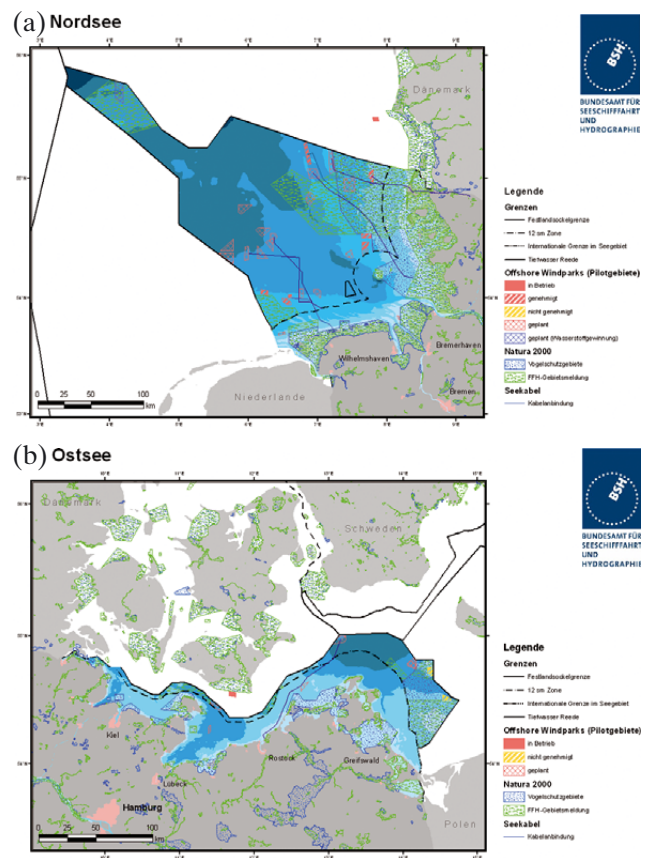 (a) Nordsee
Dänemark
BSH
BUNDESAMT FÜR
SEESCHIFFFAHRT
UND
HYDROGRAPHIE
Legende
Grenzen
Festlandsockelgrenze
12 sm Zone
Internationale Grenze im Seegebiet
Tiefwasser Reede
Offshore Windparks (Pilotgebiete)
in Betrieb
genehmigt
nicht genehmigt
geplant
geplant (Wasserstoffgewinnung)
Natura 2000
Vogelschutzgebiete
FFH-Gebietsmeldung
Seekabel
Kabelanbindung
Wilhelmshaven
Bremerhaven
Bremen
Niederlande
0 25 50 100
km
(b) Ostsee
Dänemark
Schweden
BSH
BUNDESAMT FÜR
SEESCHIFFFAHRT
UND
HYDROGRAPHIE
Legende
Grenzen
Festlandsockelgrenze
12 sm Zone
Internationale Grenze im Seegebiet
Tiefwasser Reede
Offshore Windparks (Pilotgebiete)
in Betrieb
nicht genehmigt
geplant
Natura 2000
Vogelschutzgebiete
FFH-Gebietsmeldung
Seekabel
Kabelanbindung
Kiel
Rostock
Greifswald
Lübeck
Hamburg
Polen
0 25 50 100
km